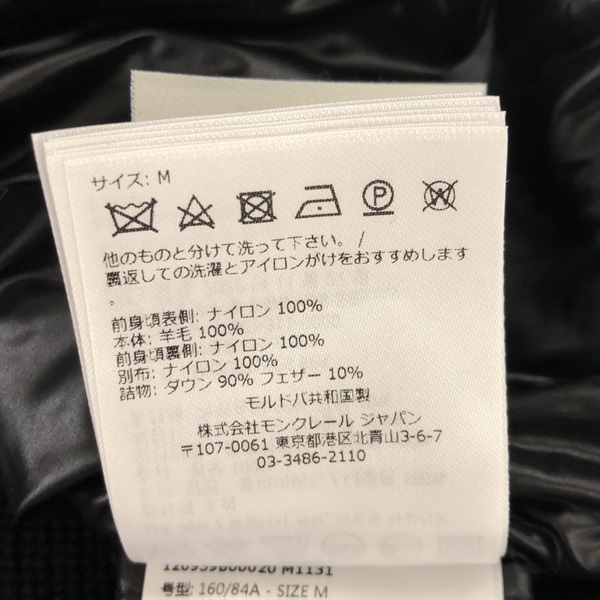 サイズ: M
P
W
他のものと分けて洗って下さい。 /
裏返しての洗濯とアイロンがけをおすすめします
。
前身頃表側: ナイロン 100%
本体: 羊毛 100%
前身頃裏側: ナイロン 100%
別布: ナイロン 100%
詰物: ダウン 90% フェザー 10%
モルドバ共和国製
株式会社モンクレール ジャパン
〒107-0061 東京都港区北青山3-6-7
03-3486-2110
120959B00020 M1131
号型: 160/84A - SIZE M